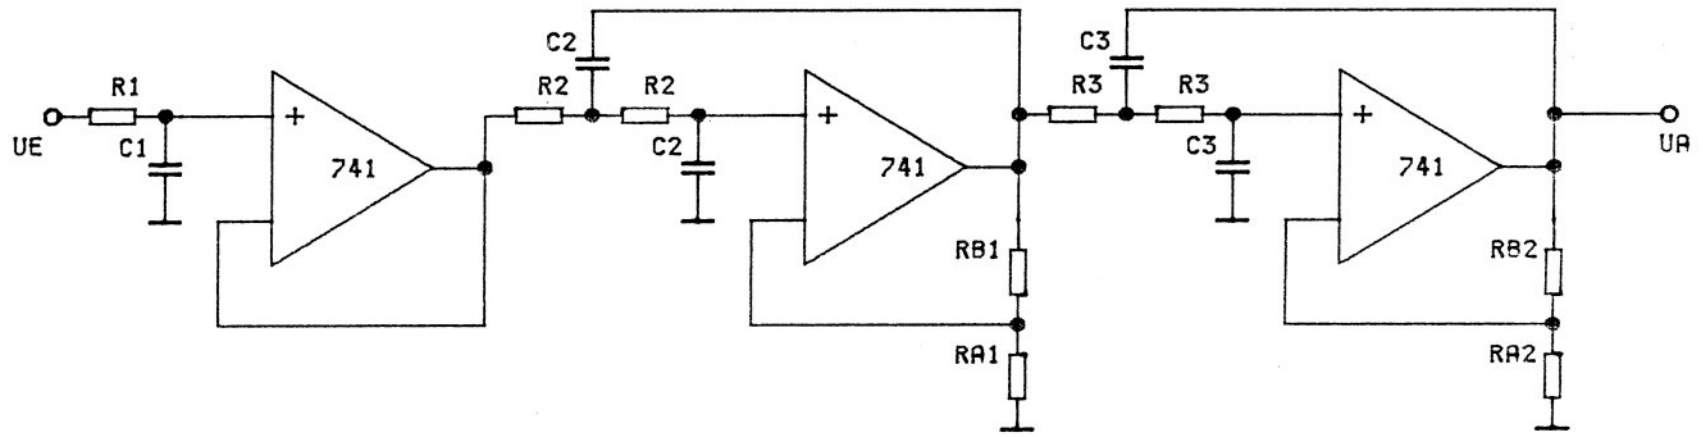 C2
C3
R1
R2
R2
R3
R3
+
+
+
UE
C1
741
C2
741
C3
741
UA
RB1
RB2
RA1
RA2